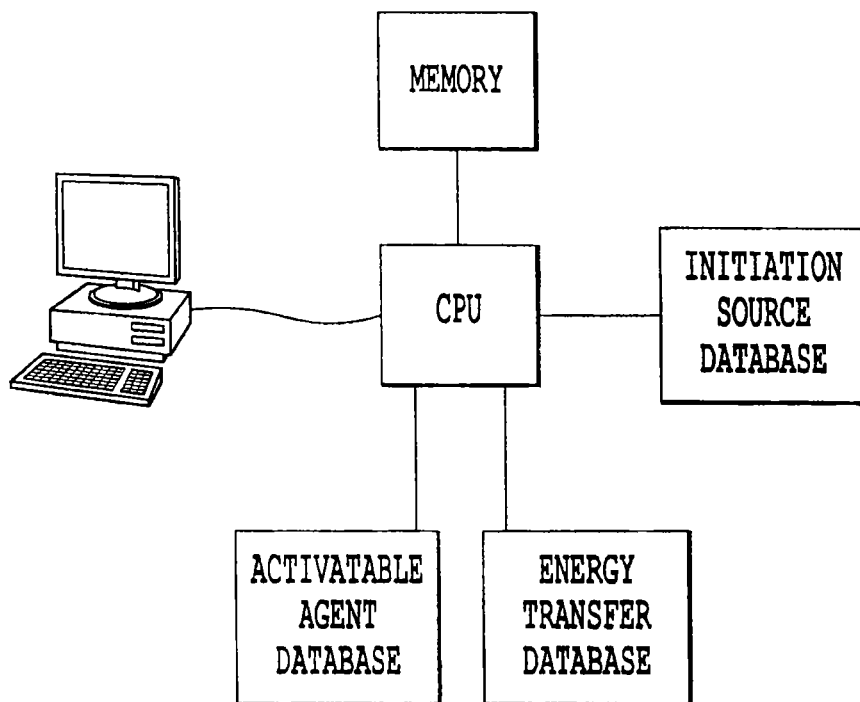 MEMORY
CPU
INITIATION
SOURCE
DATABASE
ACTIVATABLE
AGENT
DATABASE
ENERGY
TRANSFER
DATABASE